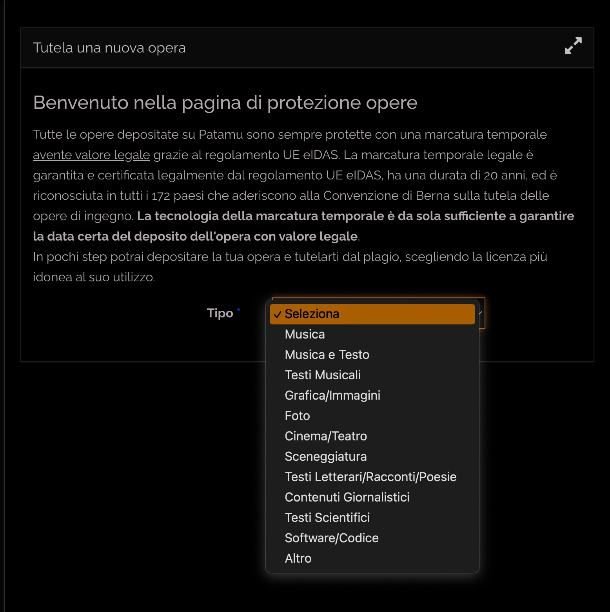 Tutela una nuova opera
Benvenuto nella pagina di protezione opere
Tutte le opere depositate su Patamu sono sempre protette con una marcatura temporale
avente valore legale grazie al regolamento UE eIDAS. La marcatura temporale legale è
garantita e certificata legalmente dal regolamento UE eIDAS, ha una durata di 20 anni, ed è
riconosciuta in tutti i 172 paesi che aderiscono alla Convenzione di Berna sulla tutela delle
opere di ingegno. La tecnologia della marcatura temporale è da sola sufficiente a garantire
la data certa del deposito dell'opera con valore legale.
In pochi step potrai depositare la tua opera e tutelarti dal plagio, scegliendo la licenza più
idonea al suo utilizzo.
Tipo *
✓ Seleziona
Musica
Musica e Testo
Testi Musicali
Grafica/Immagini
Foto
Cinema/Teatro
Sceneggiatura
Testi Letterari/Racconti/Poesie
Contenuti Giornalistici
Testi Scientifici
Software/Codice
Altro